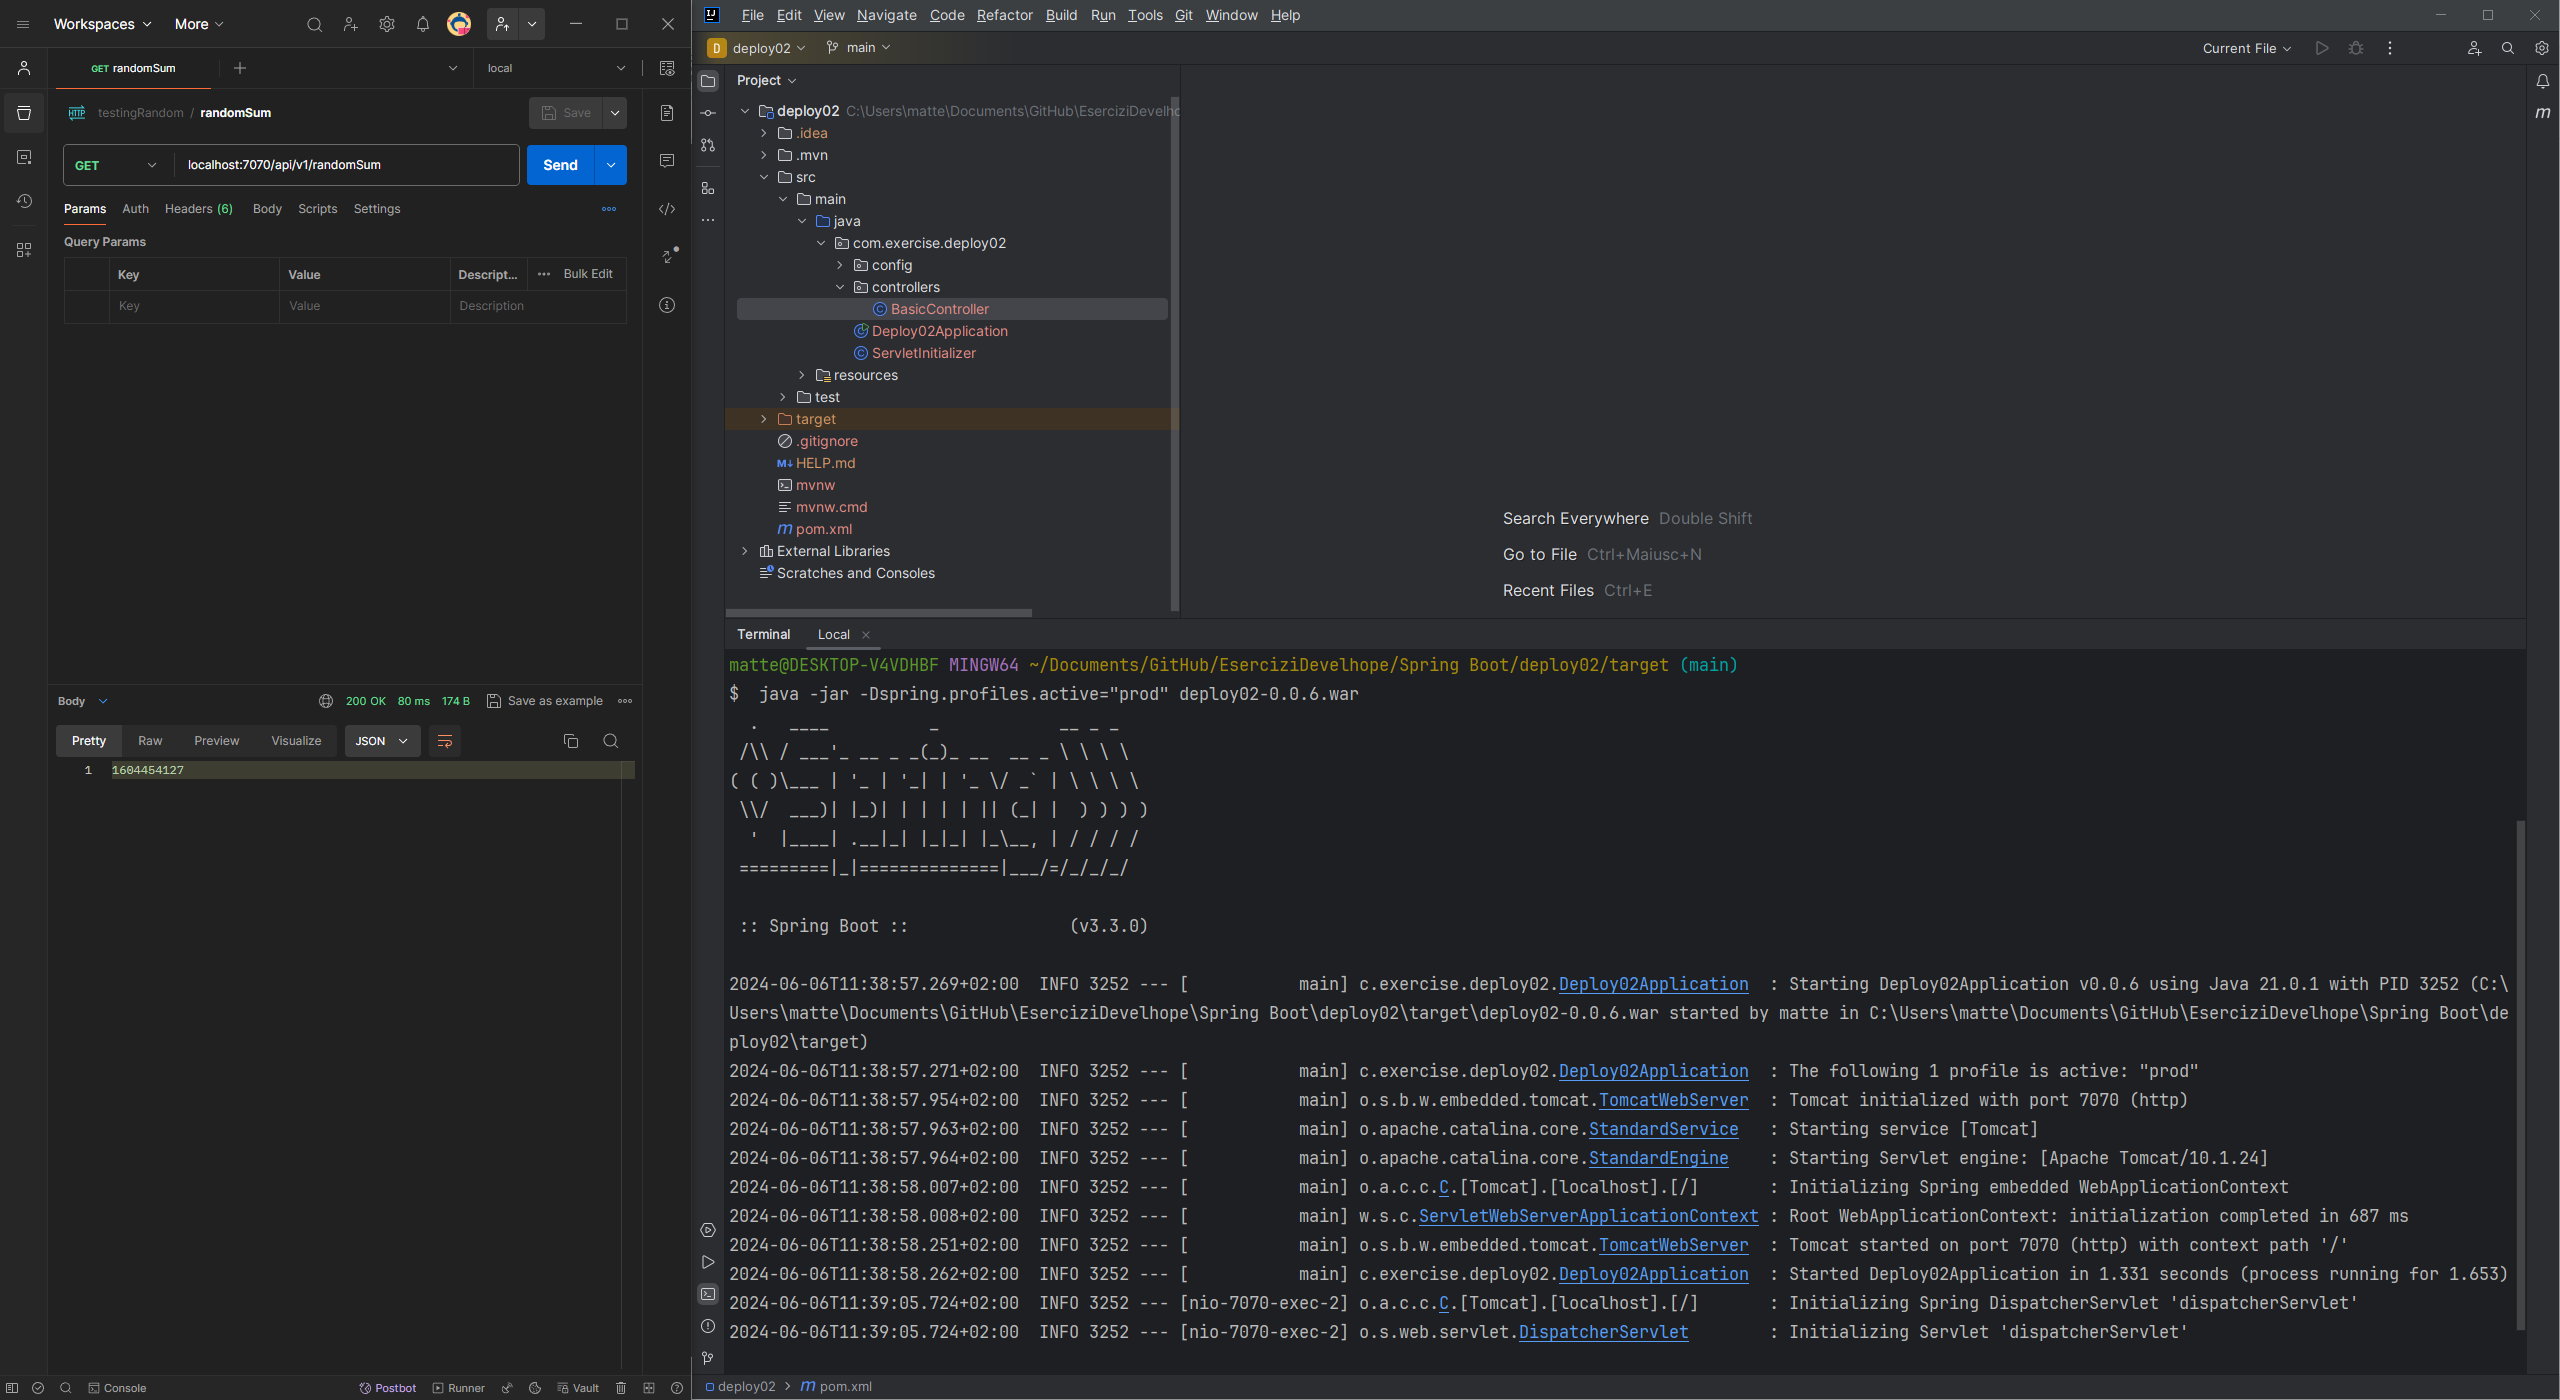 Workspaces More
GET randomSum
local
testingRandom / randomSum
Save
GET localhost:7070/api/v1/randomSum Send
Params Auth Headers (6) Body Scripts Settings
Query Params
Key Value Descript... Bulk Edit
Key Value Description
Body 200 OK 80 ms 174 B Save as example
Pretty Raw Preview Visualize JSON
1 1604454127
Console Postbot Runner Vault
File Edit View Navigate Code Refactor Build Run Tools Git Window Help
D deploy02 main Current File
Project
deploy02 C:\Users\matte\Documents\GitHub\EserciziDevelho
.idea
.mvn
src
main
java
com.exercise.deploy02
config
controllers
BasicController
Deploy02Application
ServletInitializer
resources
test
target
.gitignore
HELP.md
mvnw
mvnw.cmd
pom.xml
External Libraries
Scratches and Consoles
Search Everywhere Double Shift
Go to File Ctrl+Maiusc+N
Recent Files Ctrl+E
Terminal Local
matte@DESKTOP-V4VDHBF MINGW64 ~/Documents/GitHub/EserciziDevelhope/Spring Boot/deploy02/target (main)
$ java -jar -Dspring.profiles.active="prod" deploy02-0.0.6.war
:: Spring Boot :: (v3.3.0)
2024-06-06T11:38:57.269+02:00 INFO 3252 --- [ main] c.exercise.deploy02.Deploy02Application : Starting Deploy02Application v0.0.6 using Java 21.0.1 with PID 3252 (C:\
Users\matte\Documents\GitHub\EserciziDevelhope\Spring Boot\deploy02\target\deploy02-0.0.6.war started by matte in C:\Users\matte\Documents\GitHub\EserciziDevelhope\Spring Boot\de
ploy02\target)
2024-06-06T11:38:57.271+02:00 INFO 3252 --- [ main] c.exercise.deploy02.Deploy02Application : The following 1 profile is active: "prod"
2024-06-06T11:38:57.954+02:00 INFO 3252 --- [ main] o.s.b.w.embedded.tomcat.TomcatWebServer : Tomcat initialized with port 7070 (http)
2024-06-06T11:38:57.963+02:00 INFO 3252 --- [ main] o.apache.catalina.core.StandardService : Starting service [Tomcat]
2024-06-06T11:38:57.964+02:00 INFO 3252 --- [ main] o.apache.catalina.core.StandardEngine : Starting Servlet engine: [Apache Tomcat/10.1.24]
2024-06-06T11:38:58.007+02:00 INFO 3252 --- [ main] o.a.c.c.C.[Tomcat].[localhost].[/] : Initializing Spring embedded WebApplicationContext
2024-06-06T11:38:58.008+02:00 INFO 3252 --- [ main] w.s.c.ServletWebServerApplicationContext : Root WebApplicationContext: initialization completed in 687 ms
2024-06-06T11:38:58.251+02:00 INFO 3252 --- [ main] o.s.b.w.embedded.tomcat.TomcatWebServer : Tomcat started on port 7070 (http) with context path '/'
2024-06-06T11:38:58.262+02:00 INFO 3252 --- [ main] c.exercise.deploy02.Deploy02Application : Started Deploy02Application in 1.331 seconds (process running for 1.653)
2024-06-06T11:39:05.724+02:00 INFO 3252 --- [nio-7070-exec-2] o.a.c.c.C.[Tomcat].[localhost].[/] : Initializing Spring DispatcherServlet 'dispatcherServlet'
2024-06-06T11:39:05.724+02:00 INFO 3252 --- [nio-7070-exec-2] o.s.web.servlet.DispatcherServlet : Initializing Servlet 'dispatcherServlet'
deploy02 > pom.xml